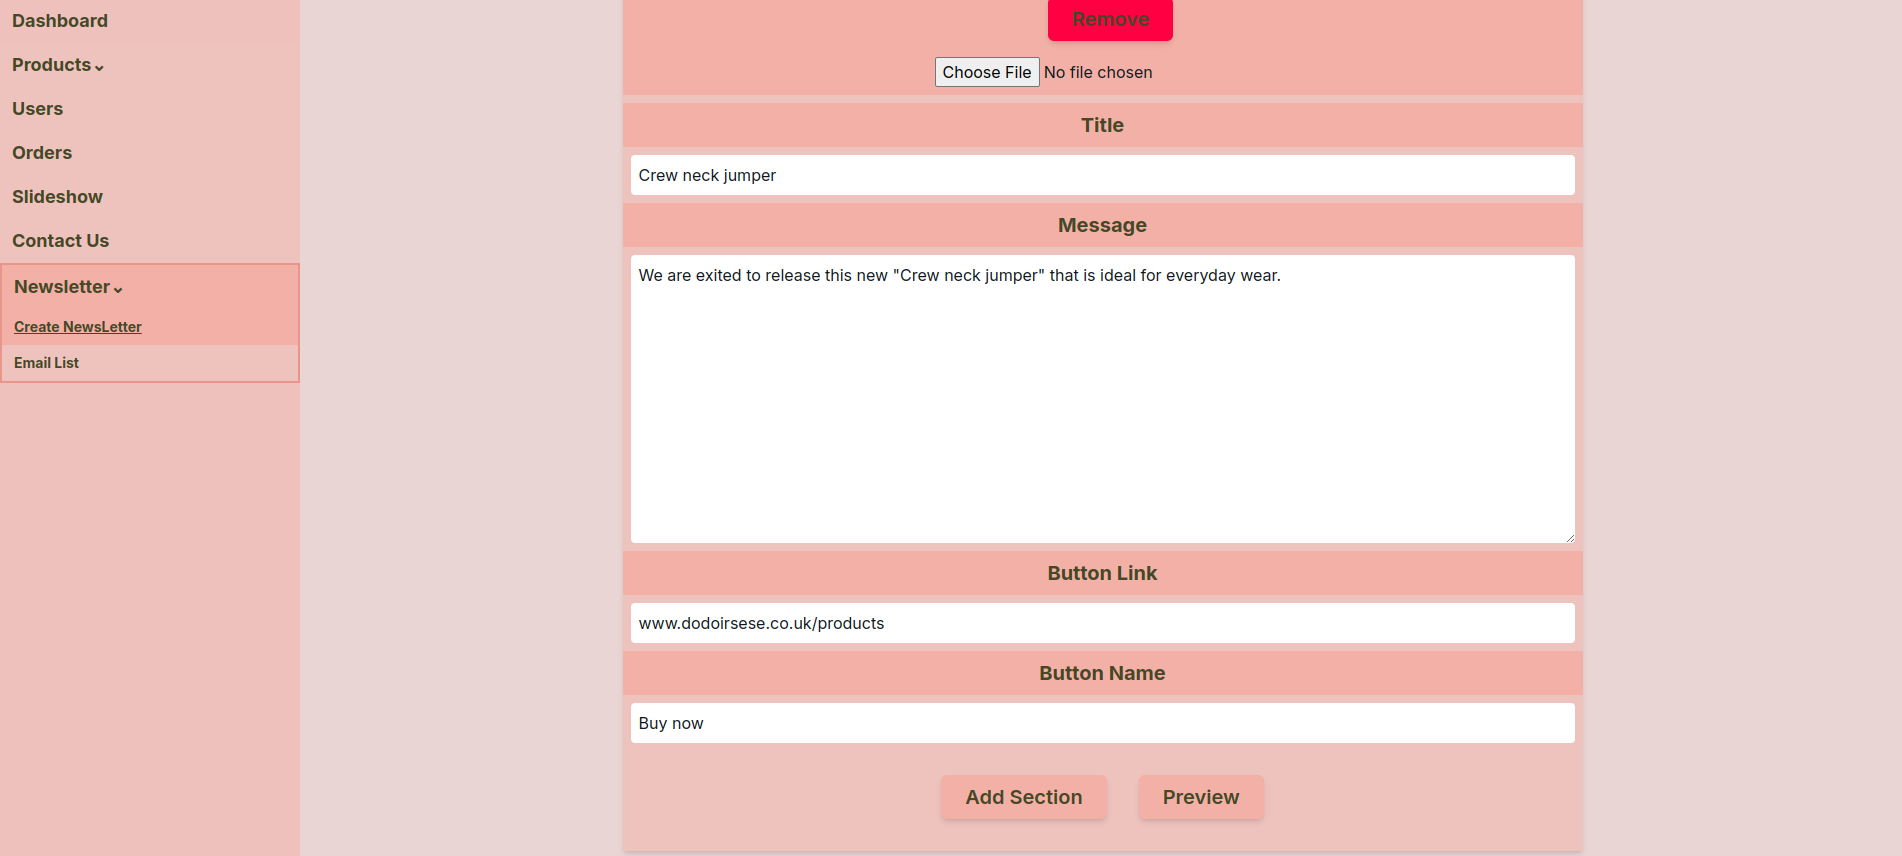 Dashboard
Products
Users
Orders
Slideshow
Contact Us
Newsletter
Create NewsLetter
Email List
Remove
Choose File No file chosen
Title
Crew neck jumper
Message
We are exited to release this new "Crew neck jumper" that is ideal for everyday wear.
Button Link
www.dodoirsese.co.uk/products
Button Name
Buy now
Add Section Preview